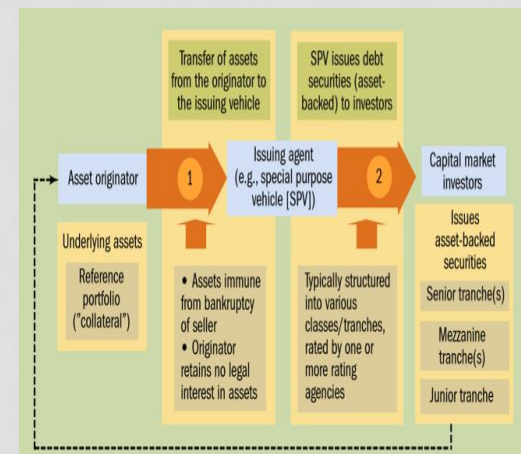 Transfer of assets
from the originator to
the issuing vehicle
SPV issues debt
securities (asset-
backed) to investors
Asset originator
1
Issuing agent
(e.g., special purpose
vehicle [SPV])
2
Capital market
investors
Underlying assets
Reference
portfolio
("collateral")
• Assets immune
from bankruptcy
of seller
• Originator
retains no legal
interest in assets
Typically structured
into various
classes/tranches,
rated by one or
more rating
agencies
Issues
asset-backed
securities
Senior tranche(s)
Mezzanine
tranche(s)
Junior tranche